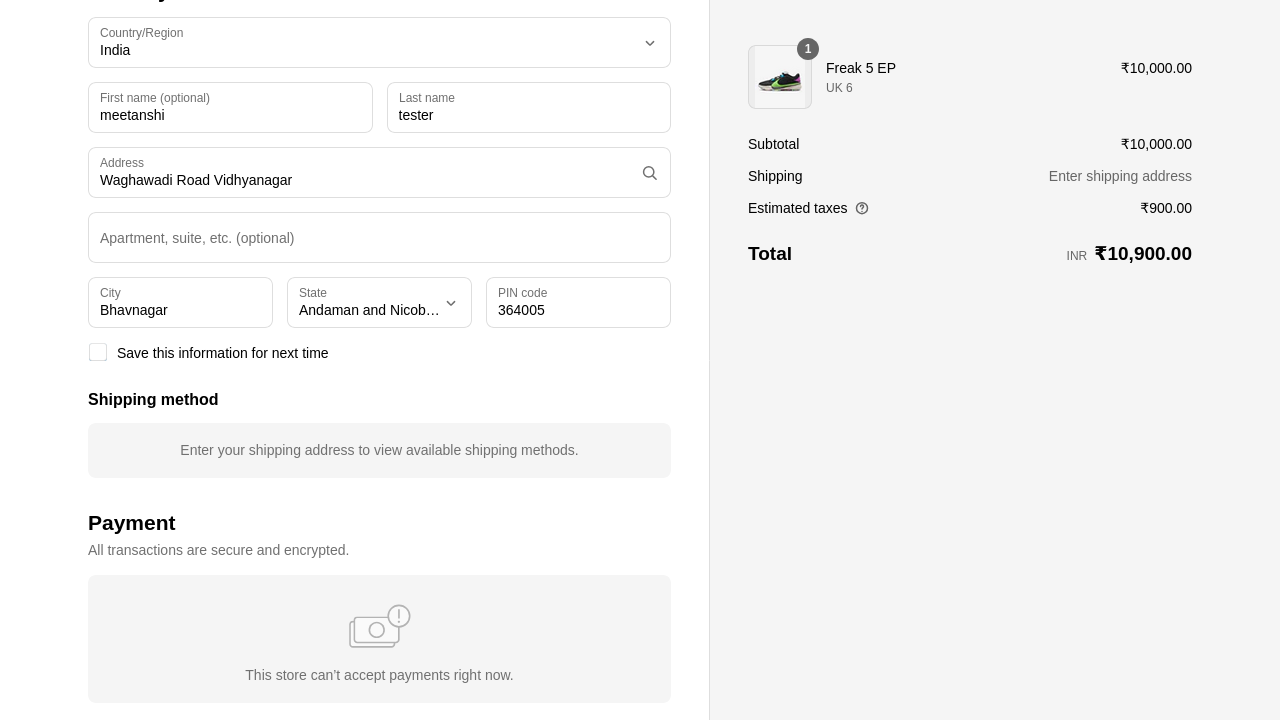 Country/Region
India
First name (optional)
meetanshi
Last name
tester
Address
Waghawadi Road Vidhyanagar
Apartment, suite, etc. (optional)
City
Bhavnagar
State
Andaman and Nicob…
PIN code
364005
Save this information for next time
Shipping method
Enter your shipping address to view available shipping methods.
Payment
All transactions are secure and encrypted.
This store can’t accept payments right now.
1
Freak 5 EP
₹10,000.00
UK 6
Subtotal
₹10,000.00
Shipping
Enter shipping address
Estimated taxes
₹900.00
Total
INR ₹10,900.00